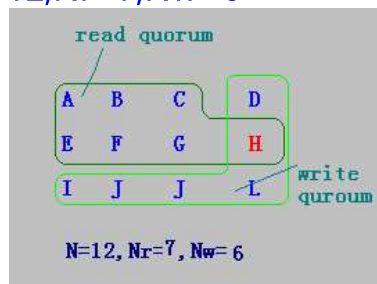 read quorum
A B C D
E F G H
I J J L
write
quroum
N=12, Nr=7, Nw= 6